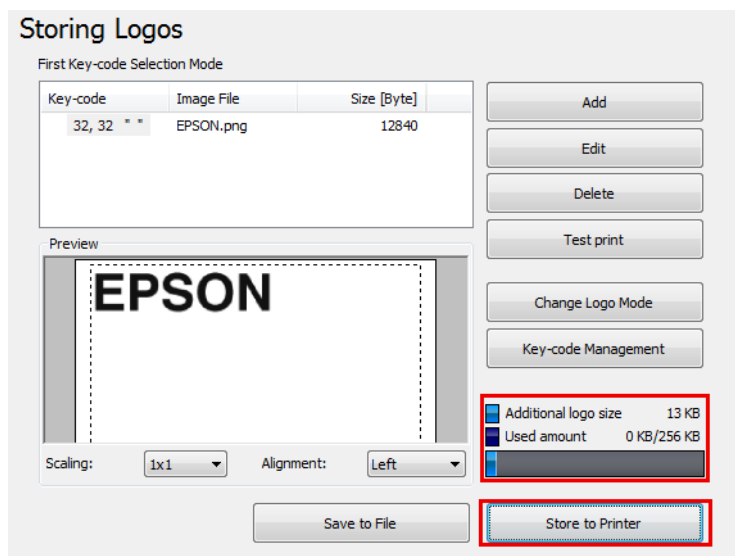 Storing Logos
First Key-code Selection Mode
Key-code Image File Size [Byte]
32, 32 " " EPSON.png 12840
Add
Edit
Delete
Test print
Preview
EPSON
Change Logo Mode
Key-code Management
Additional logo size 13 KB
Used amount 0 KB/256 KB
Scaling: 1x1 Alignment: Left
Save to File
Store to Printer